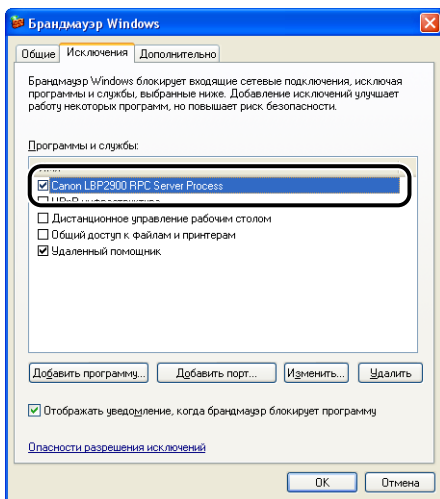 Брандмауэр Windows
Общие Исключения Дополнительно
Брандмауэр Windows блокирует входящие сетевые подключения, исключая
программы и службы, выбранные ниже. Добавление исключений улучшает
работу некоторых программ, но повышает риск безопасности.
Программы и службы:
Canon LBP2900 RPC Server Process
Дистанционное управление рабочим столом
Общий доступ к файлам и принтерам
Удаленный помощник
Добавить программу... Добавить порт... Изменить... Удалить
Отображать уведомление, когда брандмауэр блокирует программу
Опасности разрешения исключений
OK Отмена